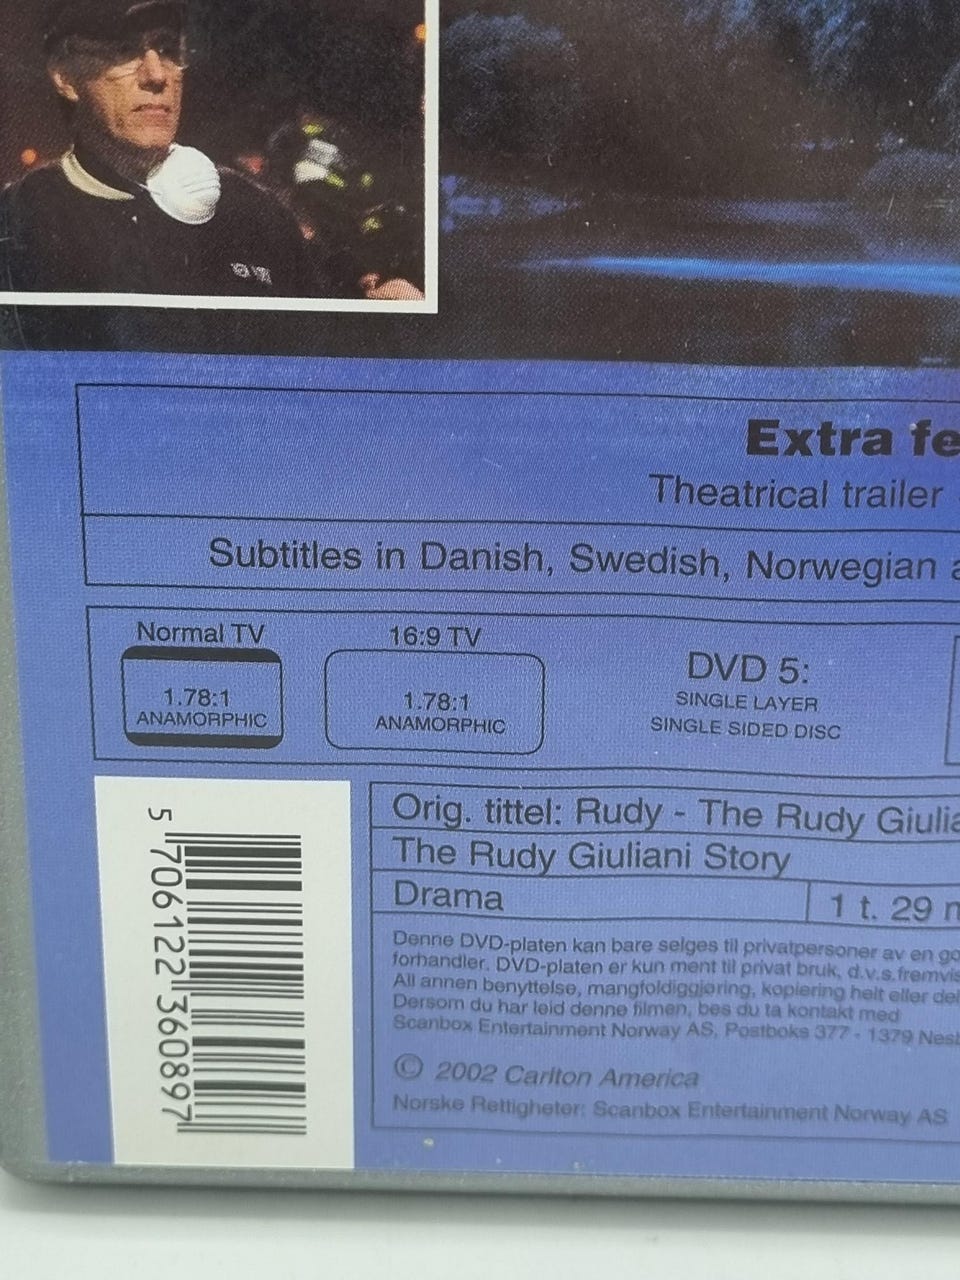 Extra fe
Theatrical trailer
Subtitles in Danish, Swedish, Norwegian a
Normal TV
1.78:1
ANAMORPHIC
16:9 TV
1.78:1
ANAMORPHIC
DVD 5:
SINGLE LAYER
SINGLE SIDED DISC
5 706122 360897
Orig. tittel: Rudy - The Rudy Giulia
The Rudy Giuliani Story
Drama
1 t. 29 m
Denne DVD-platen kan bare selges til privatpersoner av en go
forhandler. DVD-platen er kun ment til privat bruk, d.v.s. fremvis
All annen benyttelse, mangfoldiggjøring, kopiering helt eller del
Dersom du har leid denne filmen, bes du ta kontakt med
Scanbox Entertainment Norway AS, Postboks 377 - 1379 Nesb
© 2002 Carlton America
Norske Rettigheter: Scanbox Entertainment Norway AS